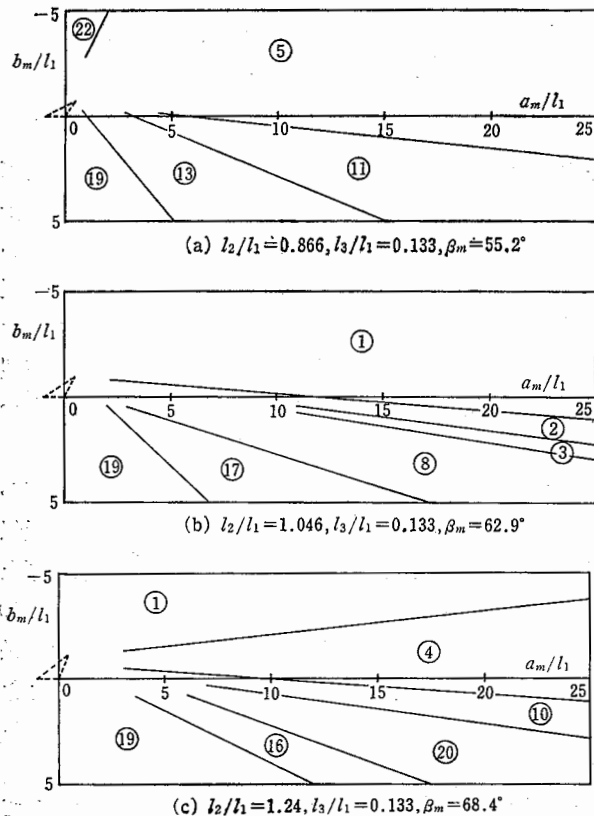 -5
㉒
⑤
b_m/l_1
a_m/l_1
0 5 10 15 20 25
⑲ ⑬ ⑪
5
(a) l_2/l_1≐0.866, l_3/l_1=0.133, β_m≐55.2°
-5
①
b_m/l_1
a_m/l_1
0 5 10 15 20 25
②
③
⑲ ⑰ ⑧
5
(b) l_2/l_1=1.046, l_3/l_1=0.133, β_m=62.9°
-5
①
b_m/l_1
④
a_m/l_1
0 5 10 15 20 25
⑩
⑲ ⑯ ⑳
5
(c) l_2/l_1=1.24, l_3/l_1=0.133, β_m=68.4°